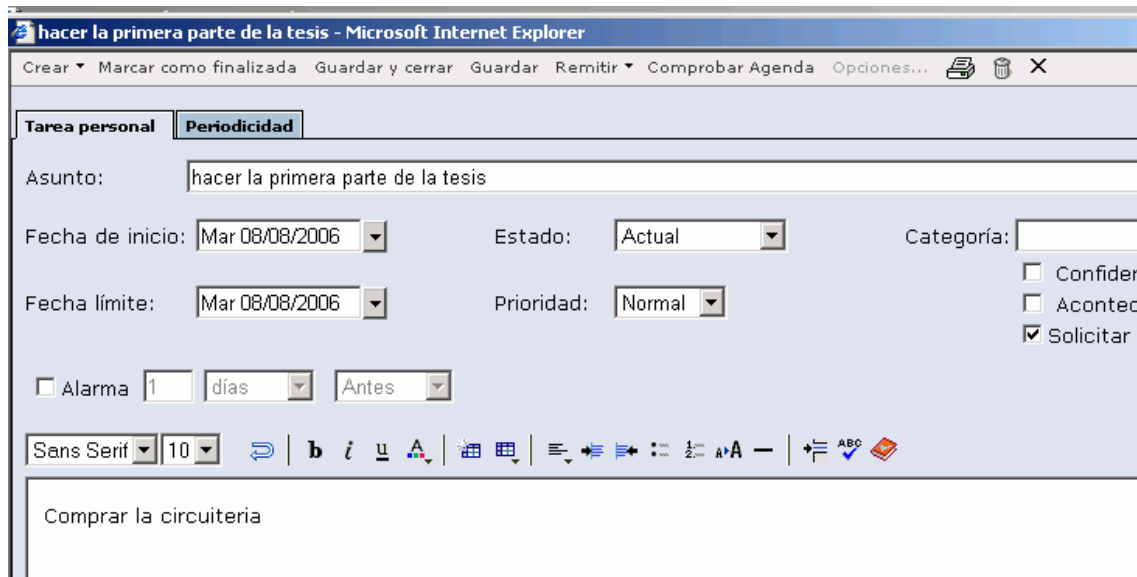 hacer la primera parte de la tesis - Microsoft Internet Explorer
Crear Marcar como finalizada Guardar y cerrar Guardar Remitir Comprobar Agenda Opciones...
Tarea personal Periodicidad
Asunto: hacer la primera parte de la tesis
Fecha de inicio: Mar 08/08/2006 Estado: Actual Categoría:
Confider
Fecha límite: Mar 08/08/2006 Prioridad: Normal Acontec
Solicitar
Alarma 1 días Antes
Sans Serif 10 b i u A A A ABC
Comprar la circuiteria